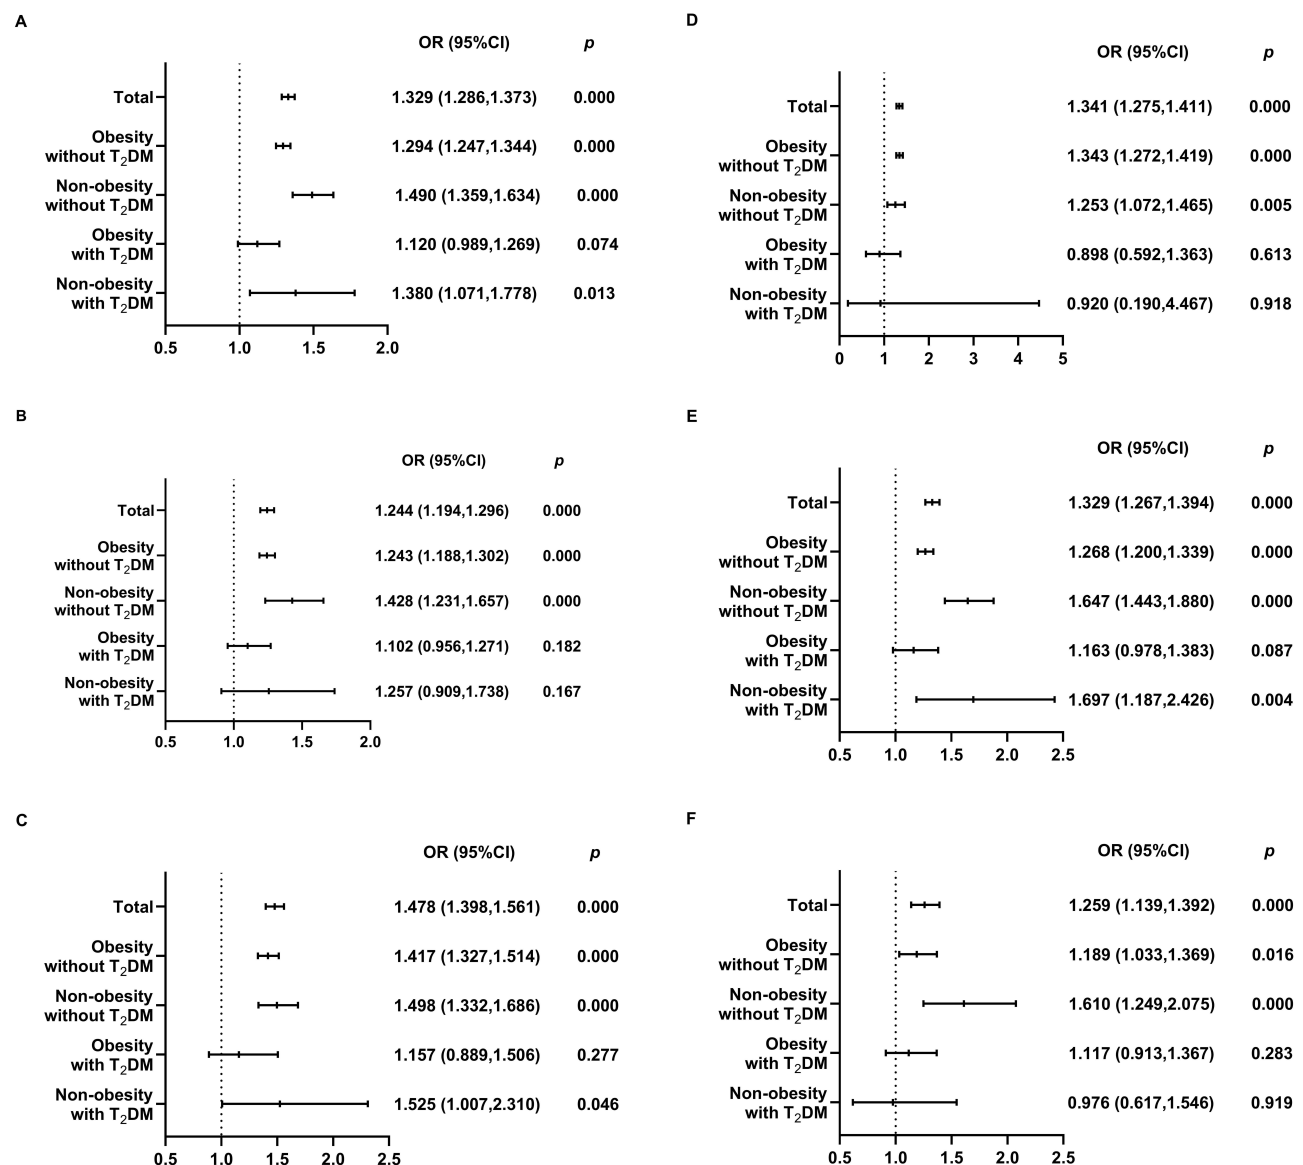 A
OR (95%CI) p
Total 1.329 (1.286,1.373) 0.000
Obesity
without T₂DM 1.294 (1.247,1.344) 0.000
Non-obesity
without T₂DM 1.490 (1.359,1.634) 0.000
Obesity
with T₂DM 1.120 (0.989,1.269) 0.074
Non-obesity
with T₂DM 1.380 (1.071,1.778) 0.013
0.5 1.0 1.5 2.0
B
OR (95%CI) p
Total 1.244 (1.194,1.296) 0.000
Obesity
without T₂DM 1.243 (1.188,1.302) 0.000
Non-obesity
without T₂DM 1.428 (1.231,1.657) 0.000
Obesity
with T₂DM 1.102 (0.956,1.271) 0.182
Non-obesity
with T₂DM 1.257 (0.909,1.738) 0.167
0.5 1.0 1.5 2.0
C
OR (95%CI) p
Total 1.478 (1.398,1.561) 0.000
Obesity
without T₂DM 1.417 (1.327,1.514) 0.000
Non-obesity
without T₂DM 1.498 (1.332,1.686) 0.000
Obesity
with T₂DM 1.157 (0.889,1.506) 0.277
Non-obesity
with T₂DM 1.525 (1.007,2.310) 0.046
0.5 1.0 1.5 2.0 2.5
D
OR (95%CI) p
Total 1.341 (1.275,1.411) 0.000
Obesity
without T₂DM 1.343 (1.272,1.419) 0.000
Non-obesity
without T₂DM 1.253 (1.072,1.465) 0.005
Obesity
with T₂DM 0.898 (0.592,1.363) 0.613
Non-obesity
with T₂DM 0.920 (0.190,4.467) 0.918
0 1 2 3 4 5
E
OR (95%CI) p
Total 1.329 (1.267,1.394) 0.000
Obesity
without T₂DM 1.268 (1.200,1.339) 0.000
Non-obesity
without T₂DM 1.647 (1.443,1.880) 0.000
Obesity
with T₂DM 1.163 (0.978,1.383) 0.087
Non-obesity
with T₂DM 1.697 (1.187,2.426) 0.004
0.5 1.0 1.5 2.0 2.5
F
OR (95%CI) p
Total 1.259 (1.139,1.392) 0.000
Obesity
without T₂DM 1.189 (1.033,1.369) 0.016
Non-obesity
without T₂DM 1.610 (1.249,2.075) 0.000
Obesity
with T₂DM 1.117 (0.913,1.367) 0.283
Non-obesity
with T₂DM 0.976 (0.617,1.546) 0.919
0.5 1.0 1.5 2.0 2.5